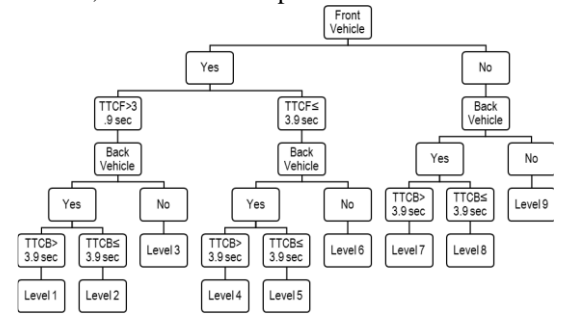 Front
Vehicle
Yes
No
TTCF>3
.9 sec
TTCF≤
3.9 sec
Back
Vehicle
Back
Vehicle
Back
Vehicle
Yes
No
Yes
No
Yes
No
TTCB>
3.9 sec
TTCB≤
3.9 sec
Level 3
TTCB>
3.9 sec
TTCB≤
3.9 sec
Level 6
TTCB>
3.9 sec
TTCB≤
3.9 sec
Level 9
Level 1
Level 2
Level 4
Level 5
Level 7
Level 8